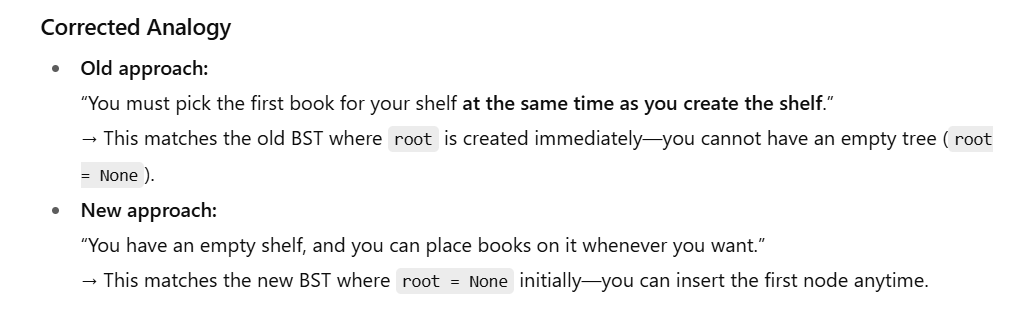 Corrected Analogy
• Old approach:
“You must pick the first book for your shelf at the same time as you create the shelf.”
→ This matches the old BST where root is created immediately—you cannot have an empty tree ( root
= None ).
• New approach:
“You have an empty shelf, and you can place books on it whenever you want.”
→ This matches the new BST where root = None initially—you can insert the first node anytime.